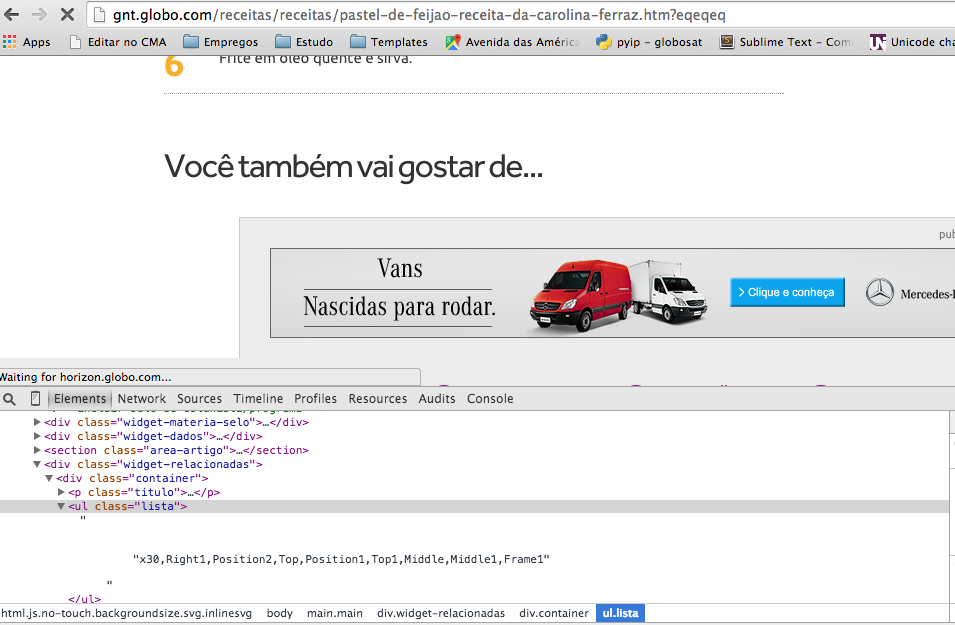 gnt.globo.com/receitas/receitas/pastel-de-feijao-receita-da-carolina-ferraz.htm?eqeqeq
Apps Editar no CMA Empregos Estudo Templates Avenida das América pyip - globosat Sublime Text - Com Unicode cha
6 Frite em óleo quente e sirva.
Você também vai gostar de...
pub
Vans
Nascidas para rodar.
> Clique e conheça
Mercedes-
Waiting for horizon.globo.com...
Elements Network Sources Timeline Profiles Resources Audits Console
<div class="widget-materia-selo">…</div>
<div class="widget-dados">…</div>
<section class="area-artigo">…</section>
<div class="widget-relacionadas">
<div class="container">
<p class="titulo">…</p>
<ul class="lista">
"
"x30,Right1,Position2,Top,Position1,Top1,Middle,Middle1,Frame1"
"
</ul>
html.js.no-touch.backgroundsize.svg.inlinesvg body main.main div.widget-relacionadas div.container ul.lista